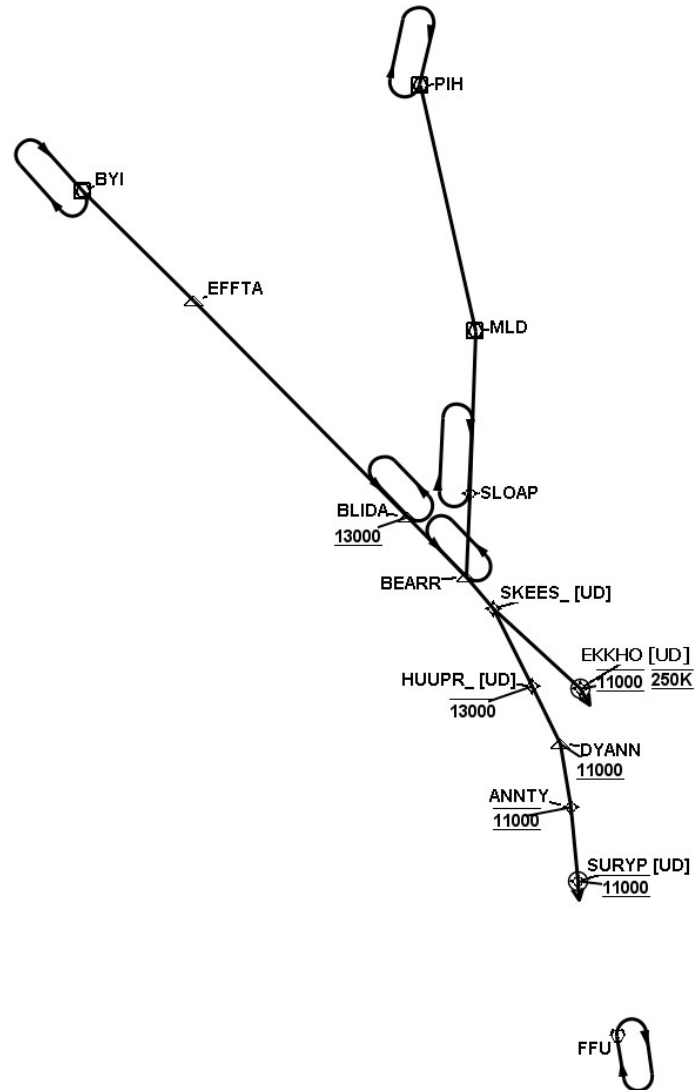 PIH
BYI
EFFTA
MLD
SLOAP
BLIDA
13000
BEARR
SKEES_ [UD]
EKKHO [UD]
11000 250K
HUUPR_ [UD]
13000
DYANN
11000
ANNTY
11000
SURYP [UD]
11000
FFU